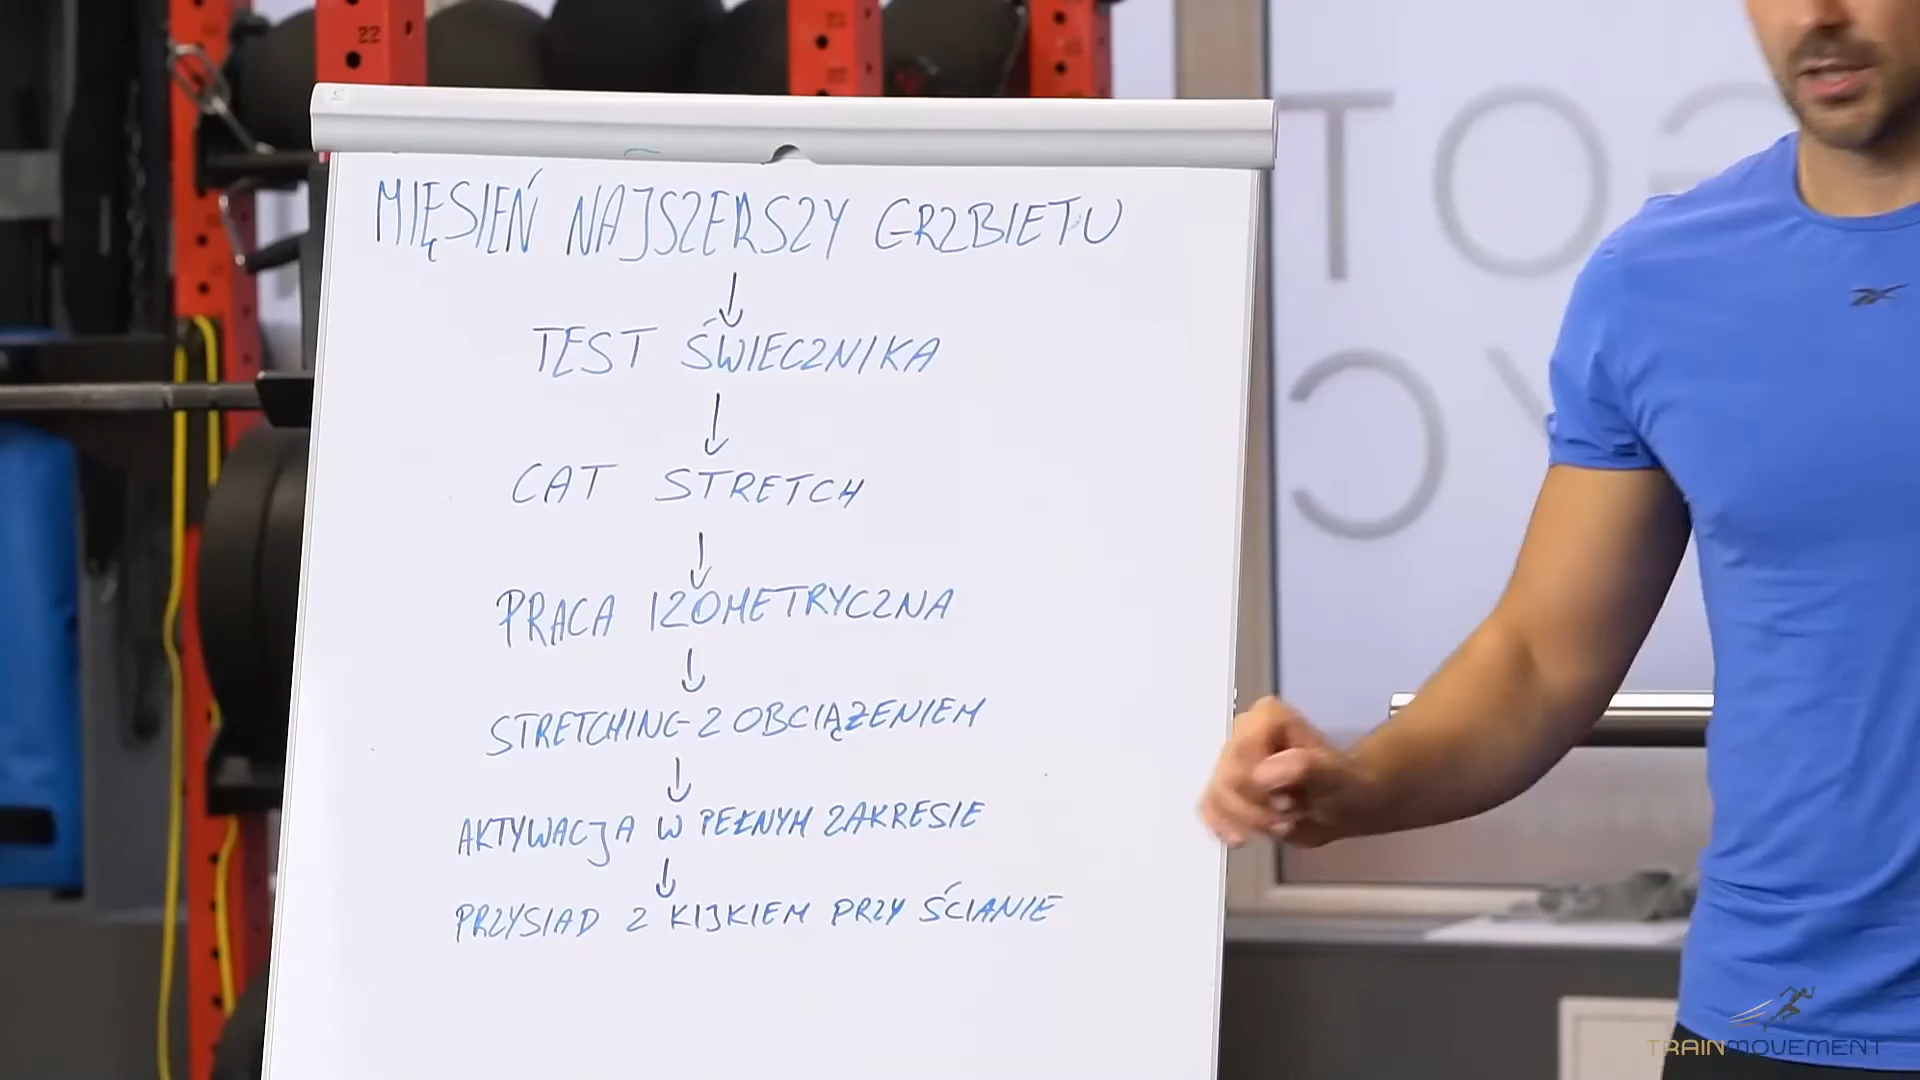 22
MIĘSIEŃ NAJSZERSZY GRZBIETU
TEST ŚWIECZNIKA
CAT STRETCH
PRACA IZOMETRYCZNA
STRETCHING Z OBCIĄŻENIEM
AKTYWACJA W PEŁNYM ZAKRESIE
PRZYSIAD Z KIJKIEM PRZY ŚCIANIE
TRAINMOVEMENT